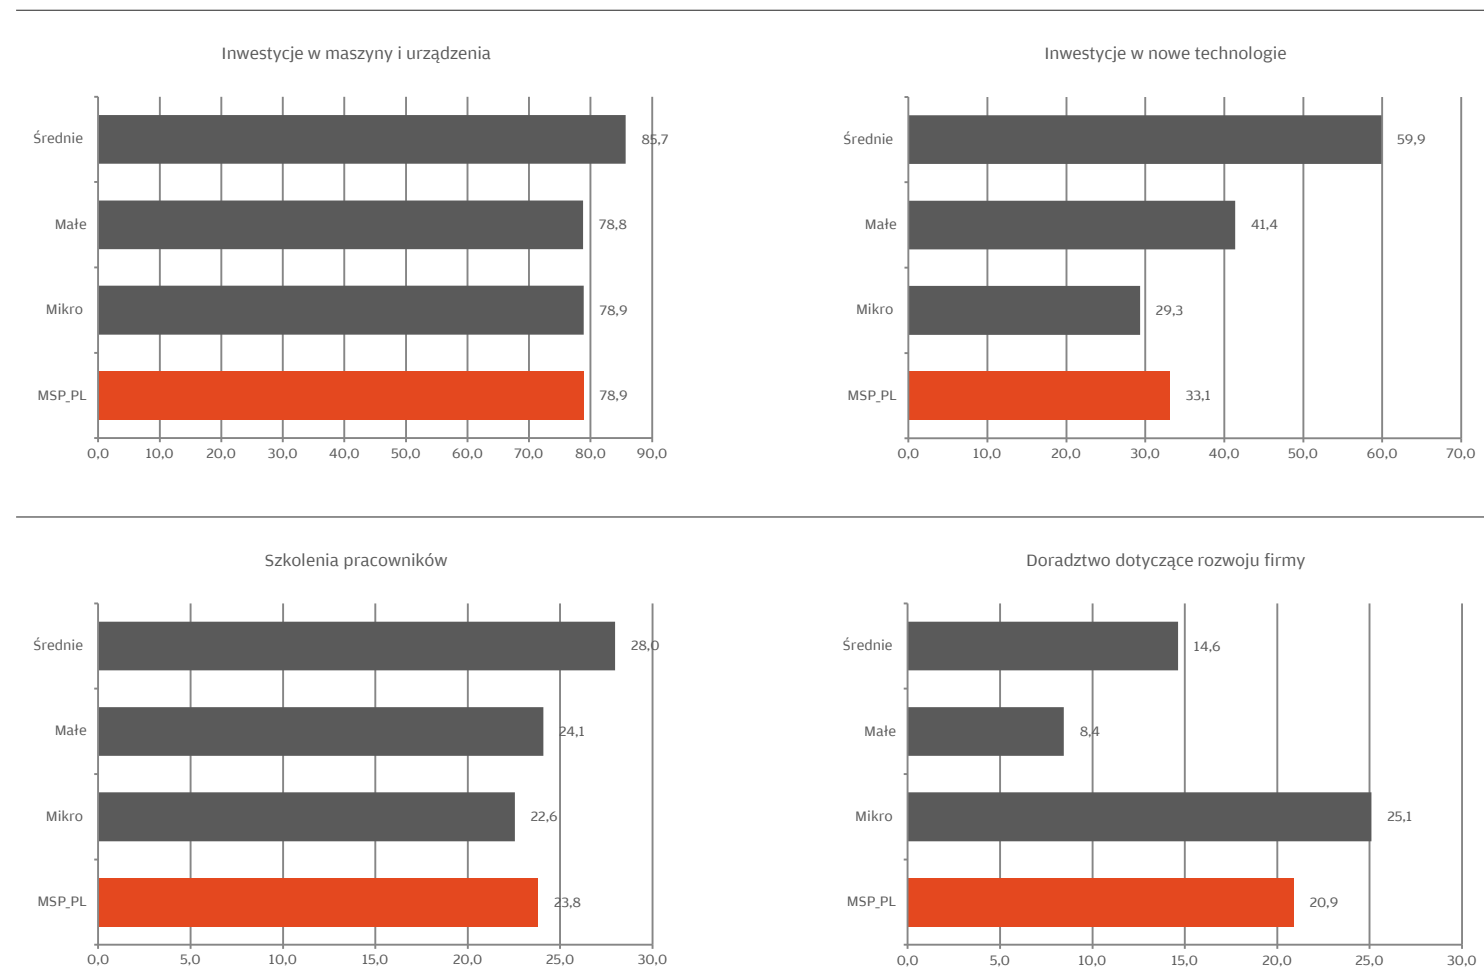 Inwestycje w maszyny i urządzenia
Średnie 85,7
Małe 78,8
Mikro 78,9
MSP_PL 78,9
0,0 10,0 20,0 30,0 40,0 50,0 60,0 70,0 80,0 90,0
Inwestycje w nowe technologie
Średnie 59,9
Małe 41,4
Mikro 29,3
MSP_PL 33,1
0,0 10,0 20,0 30,0 40,0 50,0 60,0 70,0
Szkolenia pracowników
Średnie 28,0
Małe 24,1
Mikro 22,6
MSP_PL 23,8
0,0 5,0 10,0 15,0 20,0 25,0 30,0
Doradztwo dotyczące rozwoju firmy
Średnie 14,6
Małe 8,4
Mikro 25,1
MSP_PL 20,9
0,0 5,0 10,0 15,0 20,0 25,0 30,0